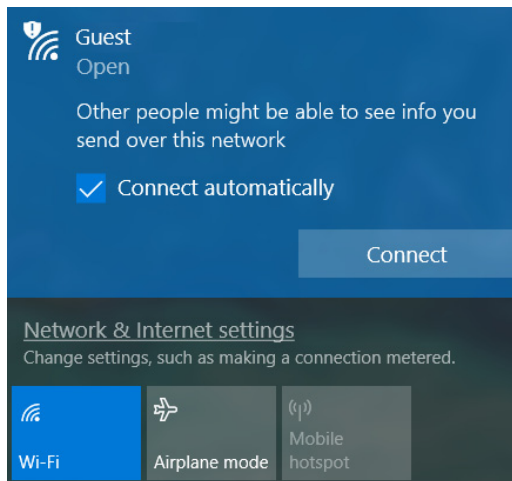 Guest
Open
Other people might be able to see info you
send over this network
Connect automatically
Connect
Network & Internet settings
Change settings, such as making a connection metered.
Wi-Fi
Airplane mode
Mobile
hotspot